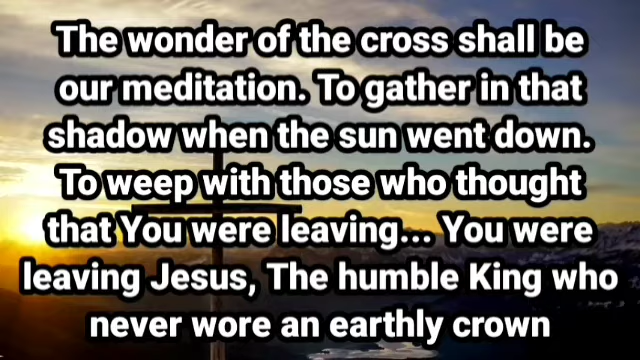 The wonder of the cross shall be
our meditation. To gather in that
shadow when the sun went down.
To weep with those who thought
that You were leaving... You were
leaving Jesus, The humble King who
never wore an earthly crown